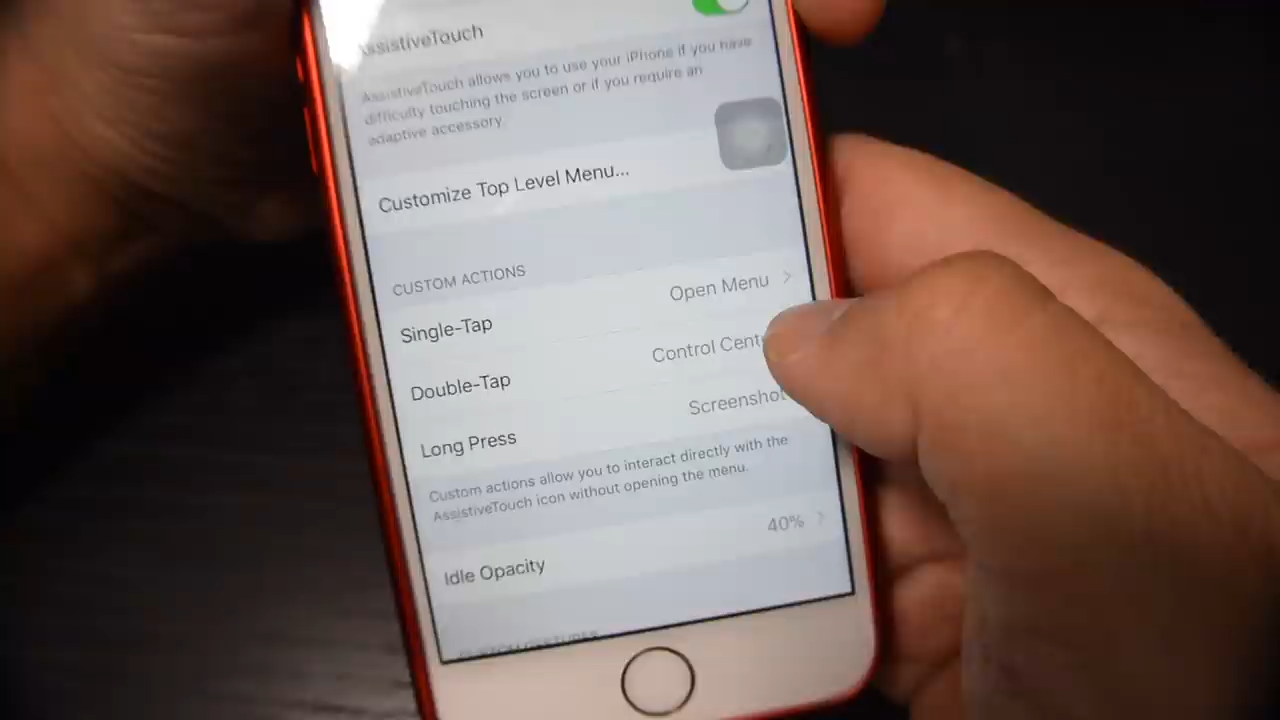 AssistiveTouch
AssistiveTouch allows you to use your iPhone if you have
difficulty touching the screen or if you require an
adaptive accessory.
Customize Top Level Menu...
CUSTOM ACTIONS
Single-Tap Open Menu
Double-Tap Control Cent
Long Press Screenshot
Custom actions allow you to interact directly with the
AssistiveTouch icon without opening the menu.
Idle Opacity 40%